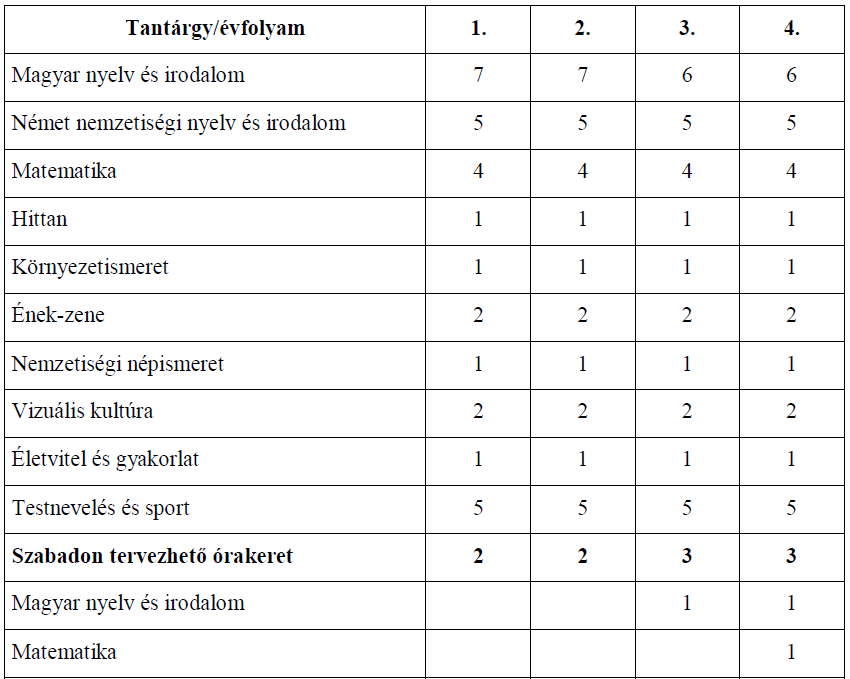 Tantárgy/évfolyam 1. 2. 3. 4.
Magyar nyelv és irodalom 7 7 6 6
Német nemzetiségi nyelv és irodalom 5 5 5 5
Matematika 4 4 4 4
Hittan 1 1 1 1
Környezetismeret 1 1 1 1
Ének-zene 2 2 2 2
Nemzetiségi népismeret 1 1 1 1
Vizuális kultúra 2 2 2 2
Életvitel és gyakorlat 1 1 1 1
Testnevelés és sport 5 5 5 5
Szabadon tervezhető órakeret 2 2 3 3
Magyar nyelv és irodalom 1 1
Matematika 1